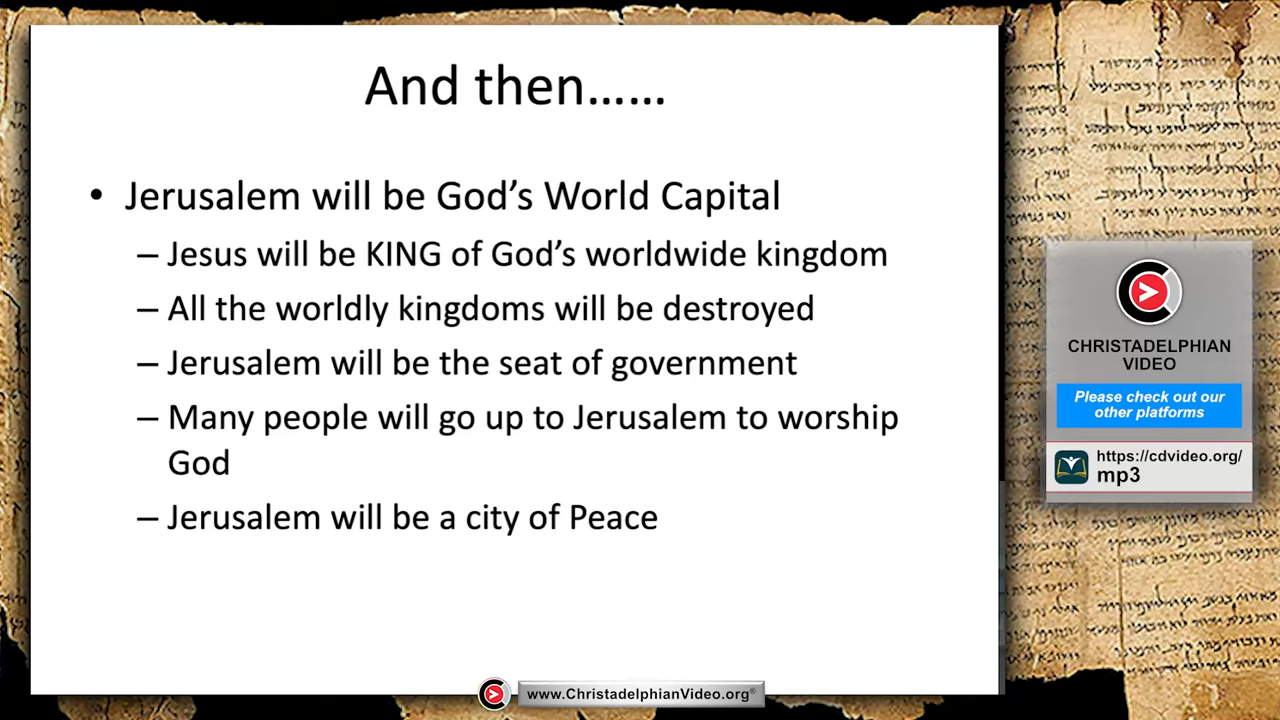 And then……
• Jerusalem will be God's World Capital
– Jesus will be KING of God's worldwide kingdom
– All the worldly kingdoms will be destroyed
– Jerusalem will be the seat of government
– Many people will go up to Jerusalem to worship
God
– Jerusalem will be a city of Peace
CHRISTADELPHIAN
VIDEO
Please check out our
other platforms
https://cdvideo.org/
mp3
www.ChristadelphianVideo.org®